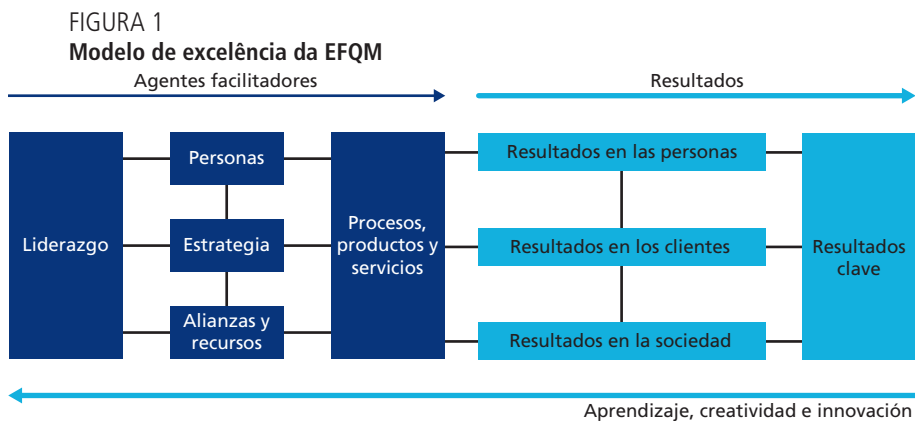 FIGURA 1
Modelo de excelência da EFQM
Agentes facilitadores
Resultados
Liderazgo
Personas
Estrategia
Alianzas y
recursos
Procesos,
productos y
servicios
Resultados en las personas
Resultados en los clientes
Resultados en la sociedad
Resultados
clave
Aprendizaje, creatividad e innovación